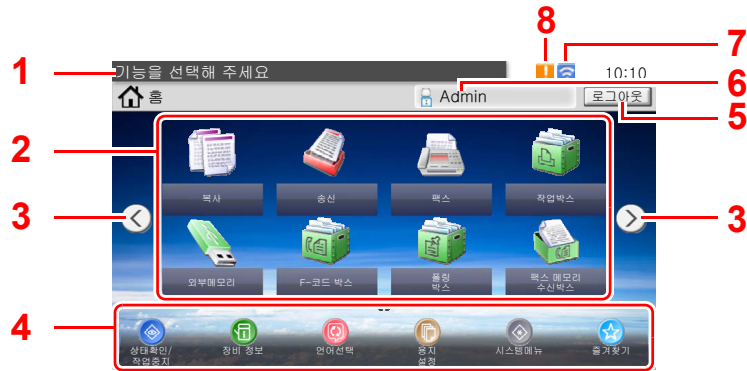 8
7
1 기능을 선택해 주세요 10:10
6
홈 Admin 로그아웃
5
2
복사 송신 팩스 작업박스
3 3
외부메모리 F-코드 박스 폴링 박스 팩스 메모리 수신박스
4
상태확인/ 작업중지 장비 정보 언어선택 용지 설정 시스템메뉴 즐겨찾기